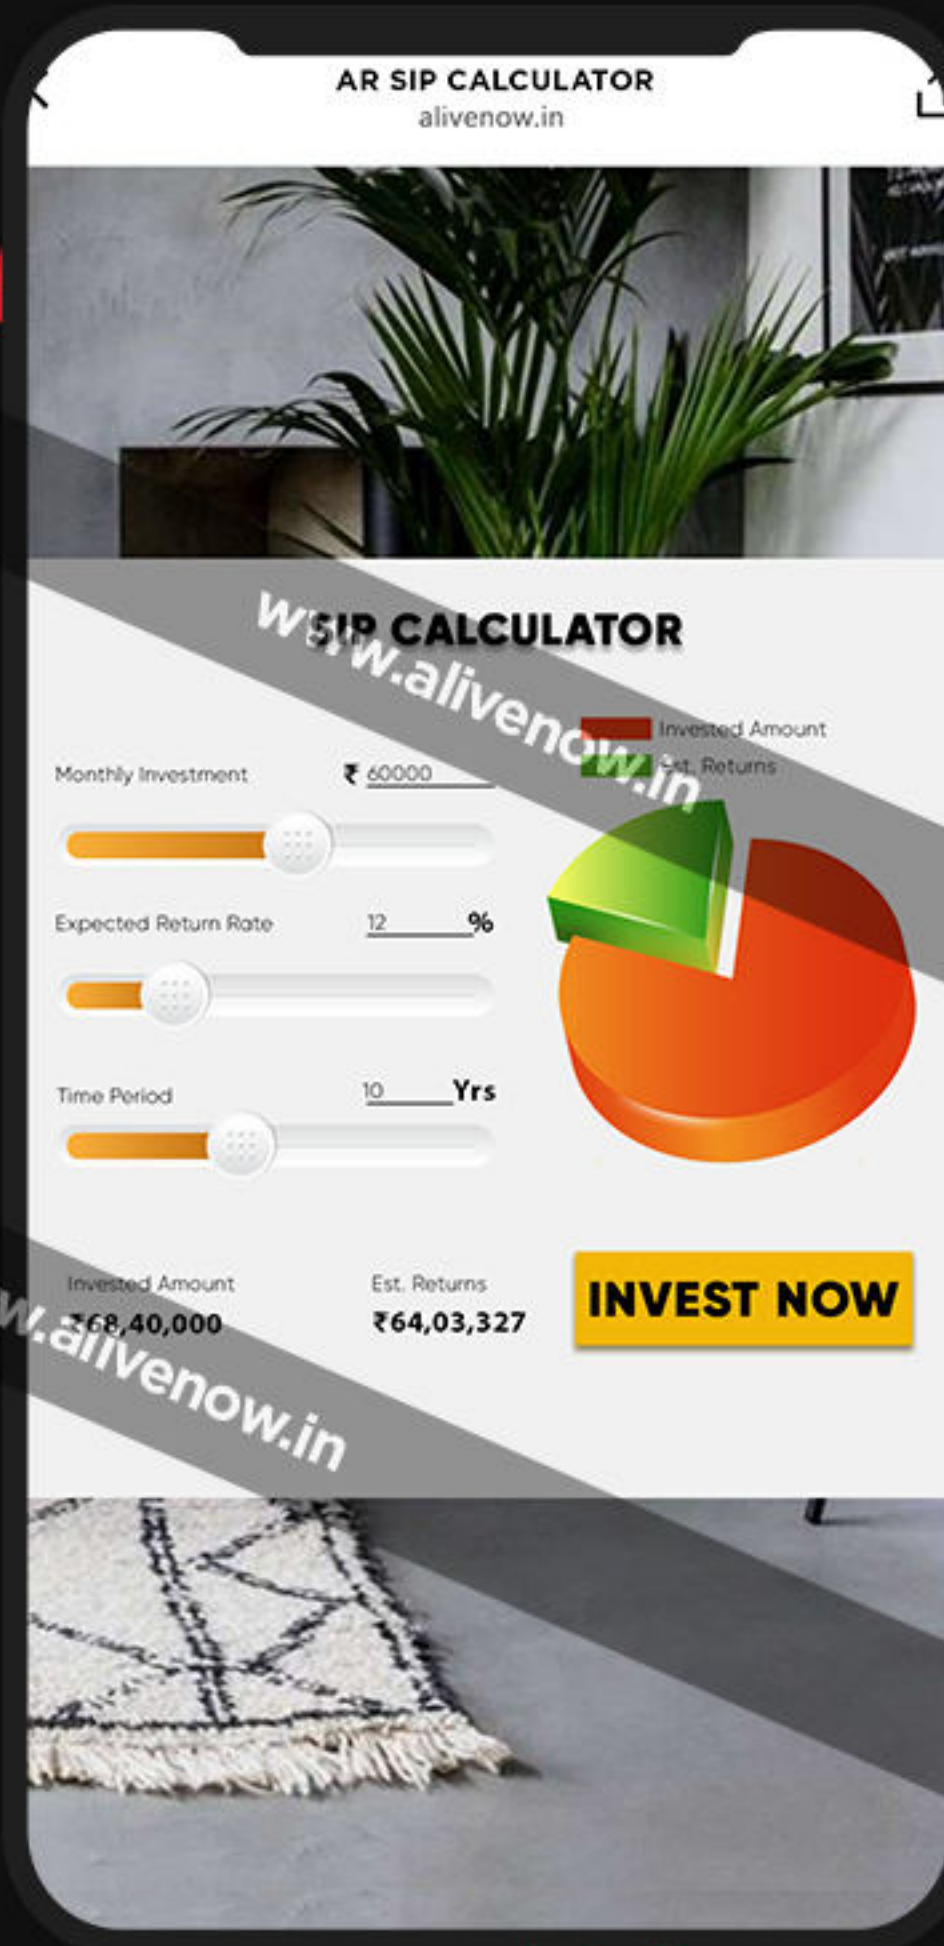 AR SIP CALCULATOR
alivenow.in
SIP CALCULATOR
www.alivenow.in
Invested Amount
Est. Returns
Monthly Investment ₹ 60000
Expected Return Rate 12 %
Time Period 10 Yrs
Invested Amount Est. Returns
₹68,40,000 ₹64,03,327
INVEST NOW
w.alivenow.in